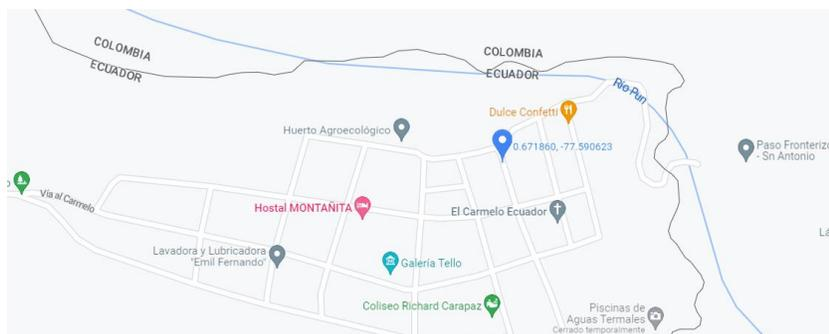 COLOMBIA
ECUADOR
COLOMBIA
ECUADOR
Río Pun
Dulce Confetti
Huerto Agroecológico
0.671860, -77.590623
Paso Fronterizo
- Sn Antonio
o
Vía al Carmelo
Hostal MONTAÑITA
El Carmelo Ecuador
Lá
Lavadora y Lubricadora
"Emil Fernando"
Galería Tello
Coliseo Richard Carapaz
Piscinas de
Aguas Termales
Cerrado temporalmente